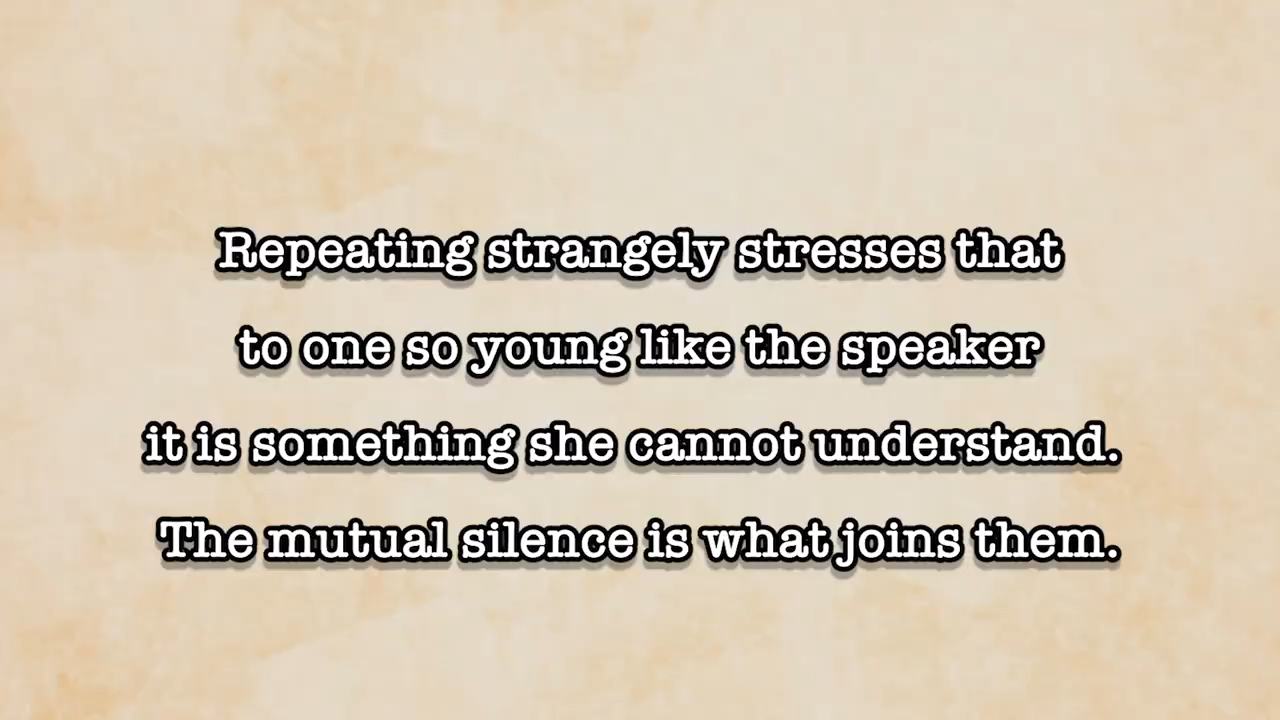 Repeating strangely stresses that
to one so young like the speaker
it is something she cannot understand.
The mutual silence is what joins them.